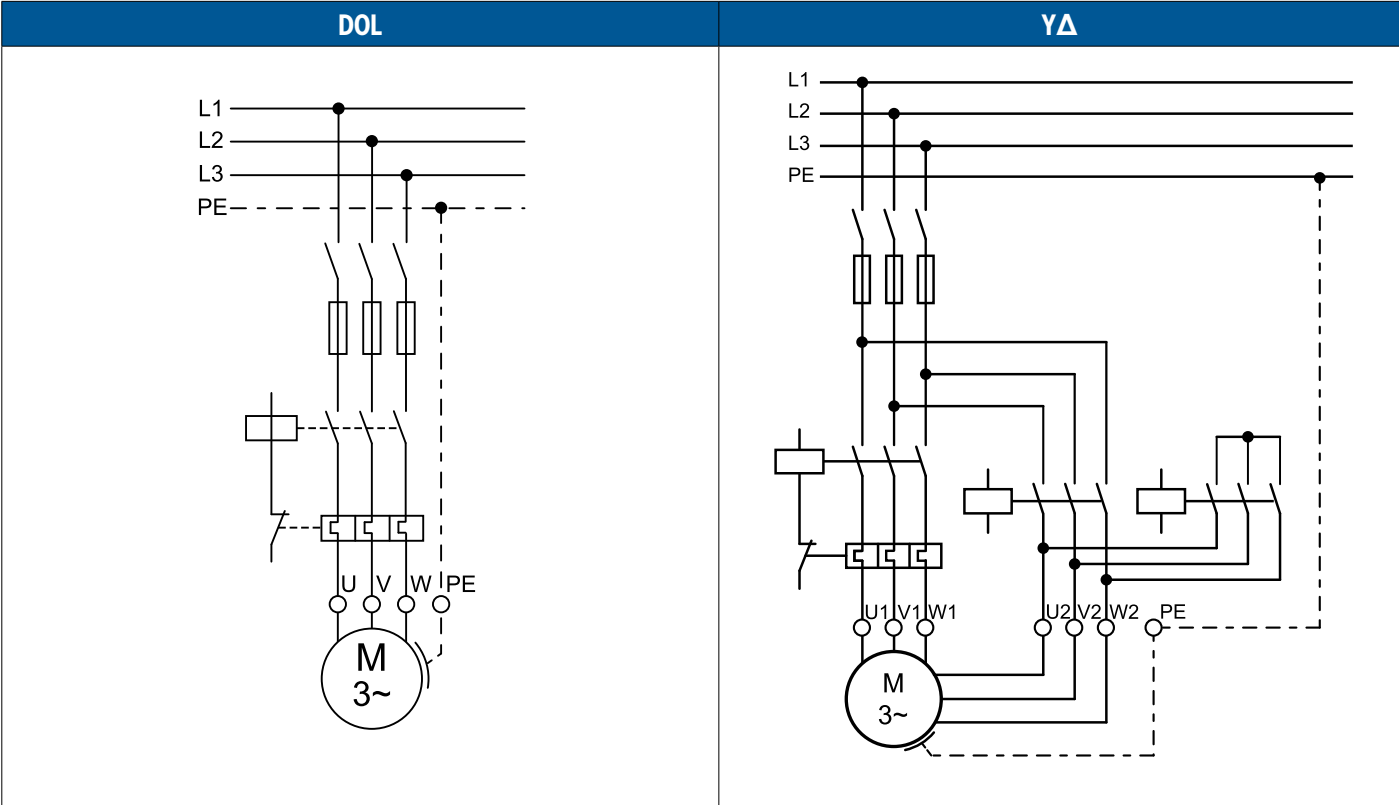 DOL
YΔ
L1
L2
L3
PE
U V W PE
M
3~
L1
L2
L3
PE
U1 V1 W1 U2 V2 W2 PE
M
3~